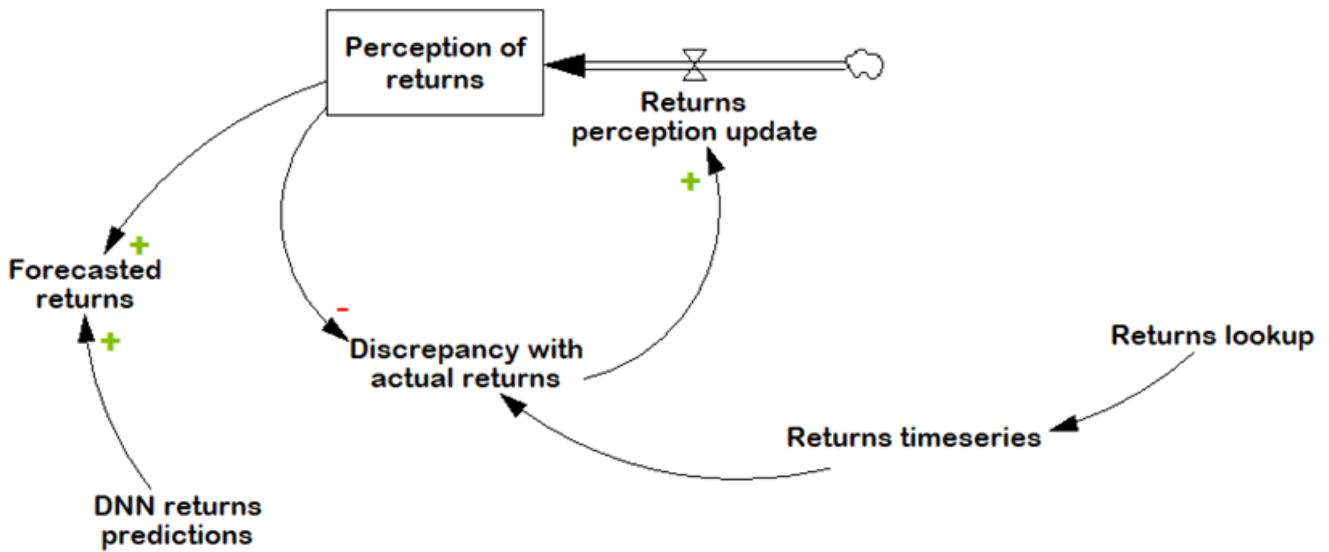 Perception of
returns
Returns
perception update
+
+
Forecasted
returns
+
-
Discrepancy with
actual returns
Returns lookup
Returns timeseries
DNN returns
predictions